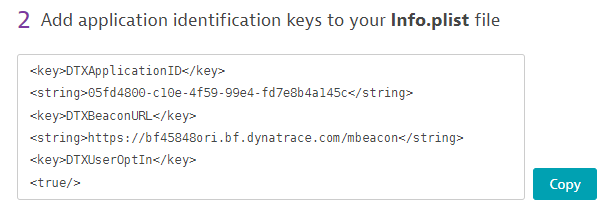 2 Add application identification keys to your Info.plist file
<key>DTXApplicationID</key>
<string>05fd4800-c10e-4f59-99e4-fd7e8b4a145c</string>
<key>DTXBeaconURL</key>
<string>https://bf45848ori.bf.dynatrace.com/mbeacon</string>
<key>DTXUserOptIn</key>
<true/>
Copy